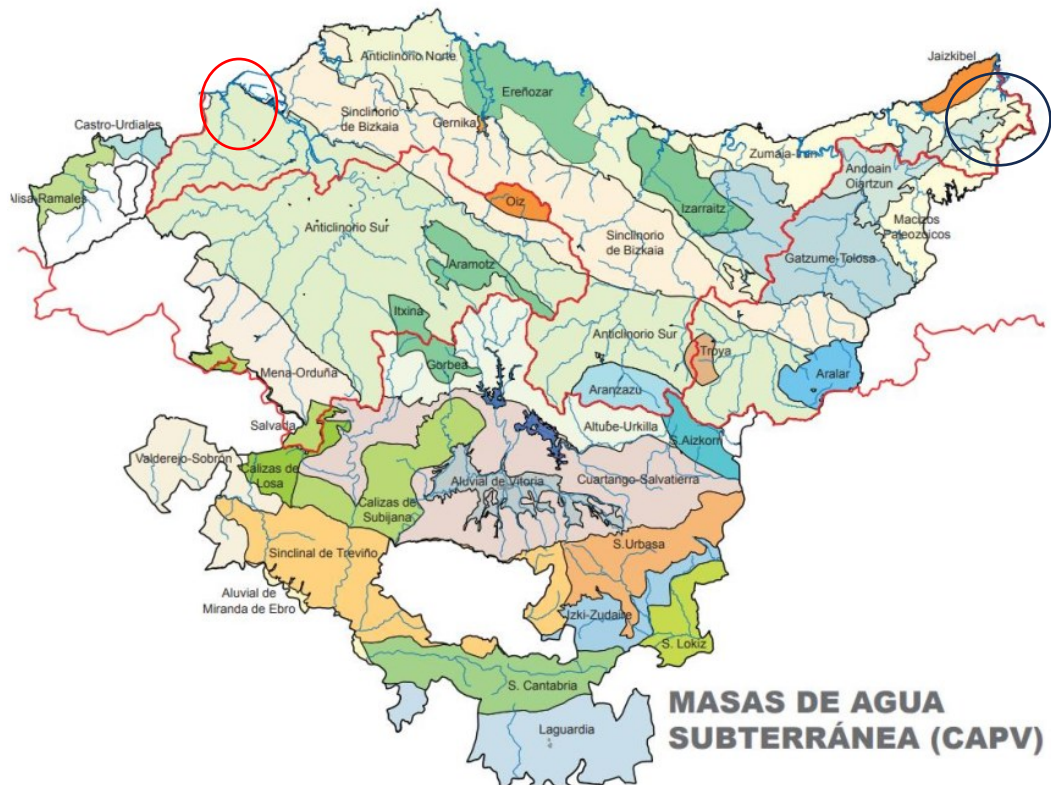 Jaizkibel
Anticlinorio Norte
Ereñozar
Castro-Urdiales
Sinclinorio
de Bizkaia
Gernika
Zumaia-Irun
Alisa-Ramales
Andoain
Oiartzun
Oiz
Izarraitz
Macizos
Paleozoicos
Anticlinorio Sur
Sinclinorio
de Bizkaia
Gatzume-Tolosa
Aramotz
Itxina
Anticlinorio Sur
Troya
Gorbea
Mena-Orduña
Aralar
Aranzazu
Salvada
Altube-Urkilla
S.Aizkorri
Valderejo-Sobrón
Calizas de
Losa
Aluvial de Vitoria
Cuartango-Salvatierra
Calizas de
Subijana
S.Urbasa
Sinclinal de Treviño
Aluvial de
Miranda de Ebro
Izki-Zudaire
S. Lokiz
S. Cantabria
Laguardia
MASAS DE AGUA
SUBTERRÁNEA (CAPV)